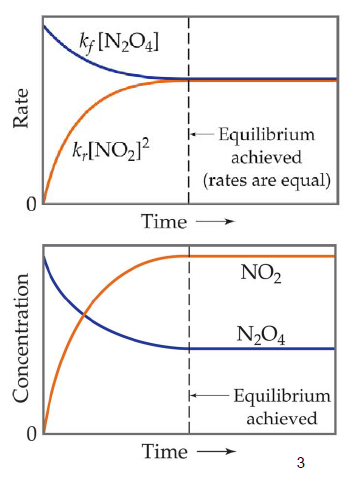 k_f[N₂O₄]
Rate
k_r[NO₂]²
Equilibrium
achieved
(rates are equal)
0
Time
Concentration
NO₂
N₂O₄
Equilibrium
achieved
0
Time
3